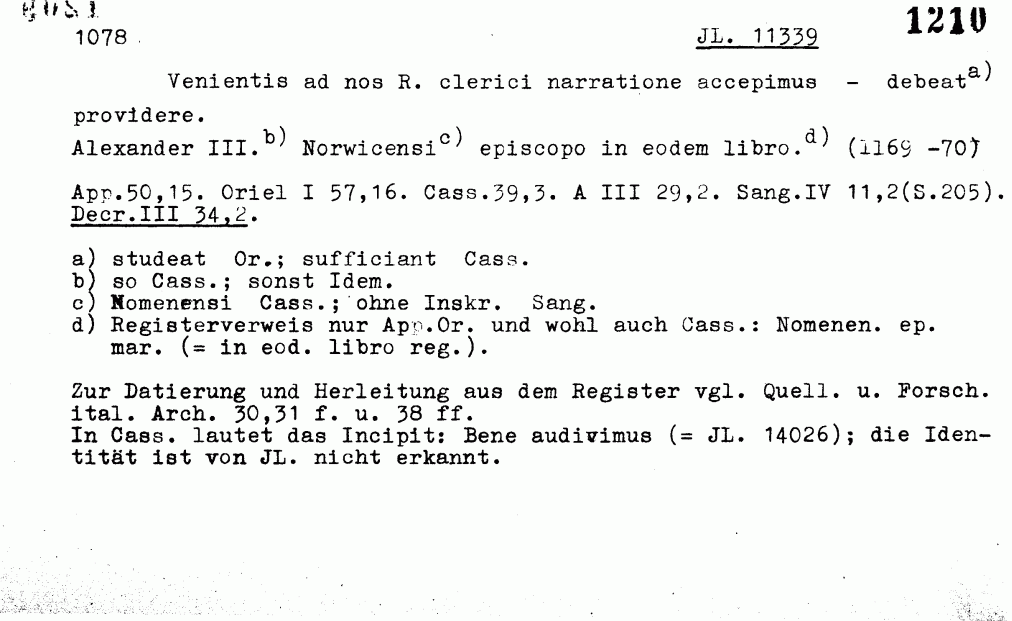 1210
1078 JL. 11339
Venientis ad nos R. clerici narratione accepimus - debeat a)
providere.
Alexander III. b) Norwicensi c) episcopo in eodem libro. d) (1169 -70)
App.50,15. Oriel I 57,16. Cass.39,3. A III 29,2. Sang.IV 11,2(S.205).
Decr.III 34,2.
a) studeat Or.; sufficiant Cass.
b) so Cass.; sonst Idem.
c) Nomenensi Cass.; ohne Inskr. Sang.
d) Registerverweis nur App.Or. und wohl auch Cass.: Nomenen. ep.
mar. (= in eod. libro reg.).
Zur Datierung und Herleitung aus dem Register vgl. Quell. u. Forsch.
ital. Arch. 30,31 f. u. 38 ff.
In Cass. lautet das Incipit: Bene audivimus (= JL. 14026); die Iden-
tität ist von JL. nicht erkannt.